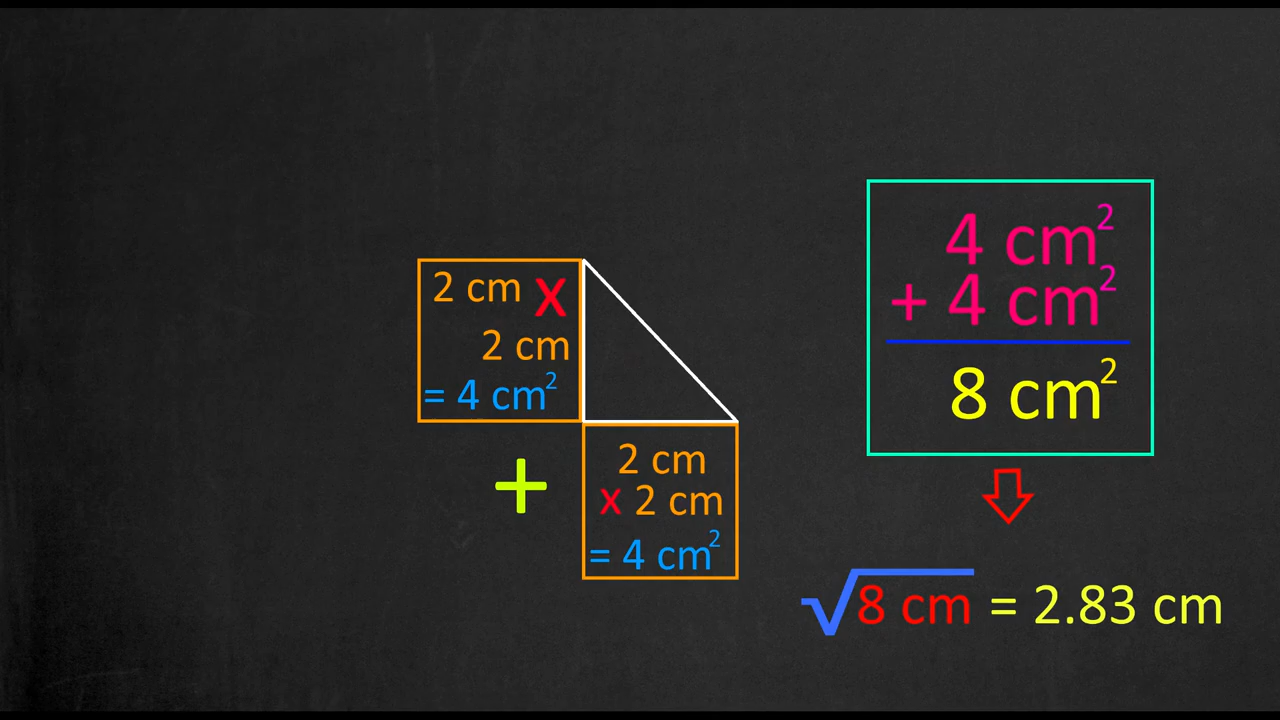 2 cm X
2 cm
= 4 cm²
+
2 cm
x 2 cm
= 4 cm²
4 cm²
+ 4 cm²
8 cm²
√8 cm = 2.83 cm